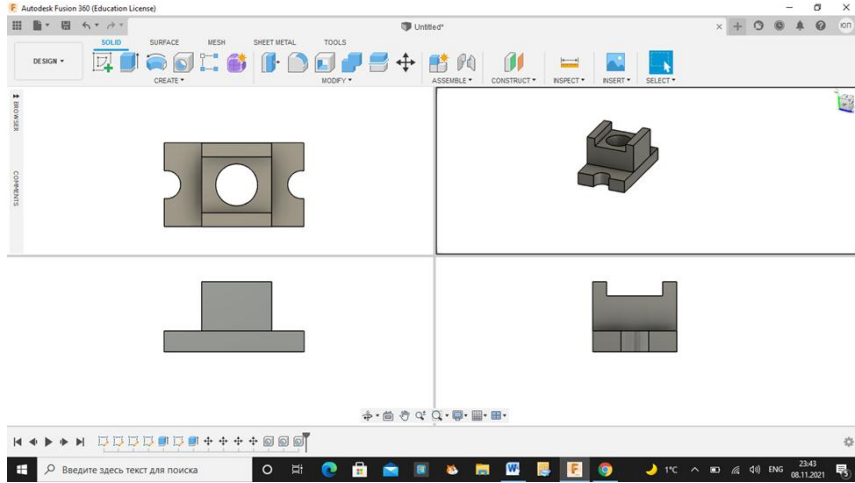 Autodesk Fusion 360 (Education License)
Untitled*
ЮП
DESIGN
SOLID SURFACE MESH SHEET METAL TOOLS
CREATE MODIFY ASSEMBLE CONSTRUCT INSPECT INSERT SELECT
BROWSER
COMMENTS
Введите здесь текст для поиска
1°C ENG 23:43
08.11.2021